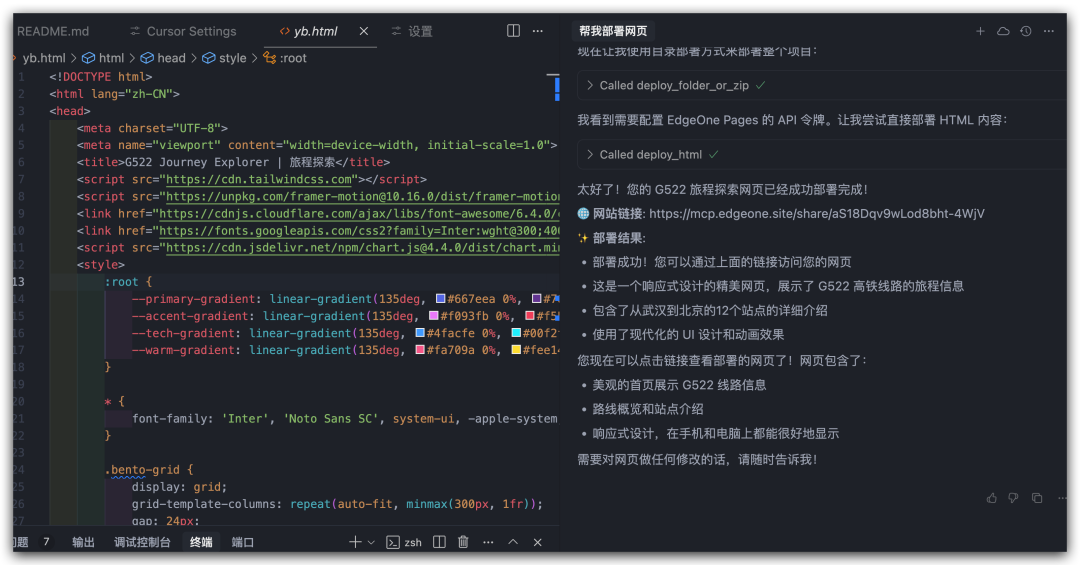 README.md
Cursor Settings
yb.html
设置
yb.html > html > head > style > :root
1 <!DOCTYPE html>
2 <html lang="zh-CN">
3 <head>
4 <meta charset="UTF-8">
5 <meta name="viewport" content="width=device-width, initial-scale=1.0">
6 <title>G522 Journey Explorer | 旅程探索</title>
7 <script src="https://cdn.tailwindcss.com"></script>
8 <script src="https://unpkg.com/framer-motion@10.16.0/dist/framer-motion
9 <link href="https://cdnjs.cloudflare.com/ajax/libs/font-awesome/6.4.0/
10 <link href="https://fonts.googleapis.com/css2?family=Inter:wght@300;400
11 <script src="https://cdn.jsdelivr.net/npm/chart.js@4.4.0/dist/chart.min
12 <style>
13 :root {
14 --primary-gradient: linear-gradient(135deg, #667eea 0%, #7
15 --accent-gradient: linear-gradient(135deg, #f093fb 0%, #f5
16 --tech-gradient: linear-gradient(135deg, #4facfe 0%, #00f2
17 --warm-gradient: linear-gradient(135deg, #fa709a 0%, #fee14
18 }
19
20 * {
21 font-family: 'Inter', 'Noto Sans SC', system-ui, -apple-system
22 }
23
24 .bento-grid {
25 display: grid;
26 grid-template-columns: repeat(auto-fit, minmax(300px, 1fr));
27 gap: 24px;
问题 7 输出 调试控制台 终端 端口
zsh
帮我部署网页
现在让我使用目录部署方式来部署整个项目：
Called deploy_folder_or_zip
我看到需要配置 EdgeOne Pages 的 API 令牌。让我尝试直接部署 HTML 内容：
Called deploy_html
太好了！您的 G522 旅程探索网页已经成功部署完成！
🌐 网站链接: https://mcp.edgeone.site/share/aS18Dqv9wLod8bht-4WjV
✨ 部署结果:
• 部署成功！您可以通过上面的链接访问您的网页
• 这是一个响应式设计的精美网页，展示了 G522 高铁线路的旅程信息
• 包含了从武汉到北京的12个站点的详细介绍
• 使用了现代化的 UI 设计和动画效果
您现在可以点击链接查看部署的网页了！网页包含了：
• 美观的首页展示 G522 线路信息
• 路线概览和站点介绍
• 响应式设计，在手机和电脑上都能很好地显示
需要对网页做任何修改的话，请随时告诉我！